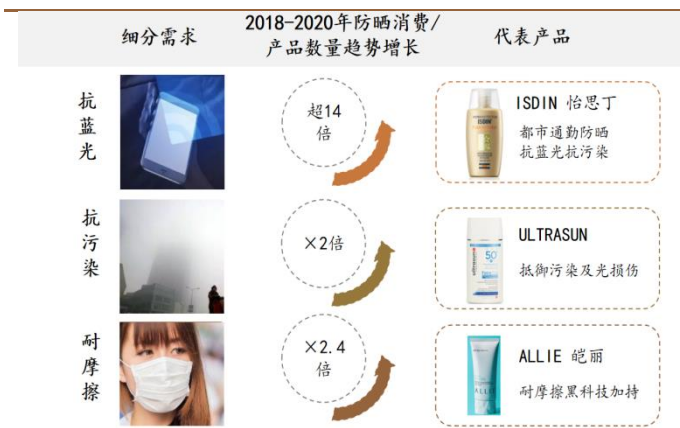 细分需求
2018-2020年防晒消费/
产品数量趋势增长
代表产品
抗蓝光
超14
倍
ISDIN 怡思丁
都市通勤防晒
抗蓝光抗污染
抗污染
×2倍
ULTRASUN
抵御污染及光损伤
耐摩擦
×2.4
倍
ALLIE 皑丽
耐摩擦黑科技加持
ISDIN
ultrasun
50+
ALLIE